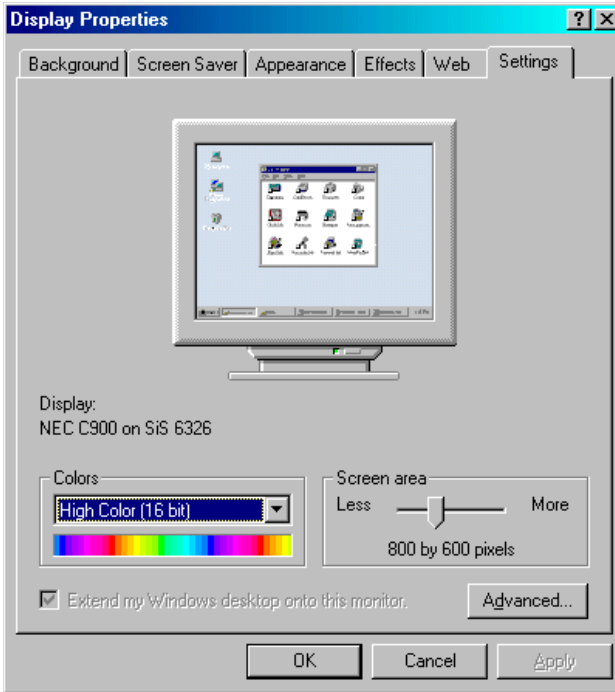 Display Properties
Background Screen Saver Appearance Effects Web Settings
Display:
NEC C900 on SiS 6326
Colors
High Color (16 bit)
Screen area
Less More
800 by 600 pixels
Extend my Windows desktop onto this monitor.
Advanced...
OK Cancel Apply